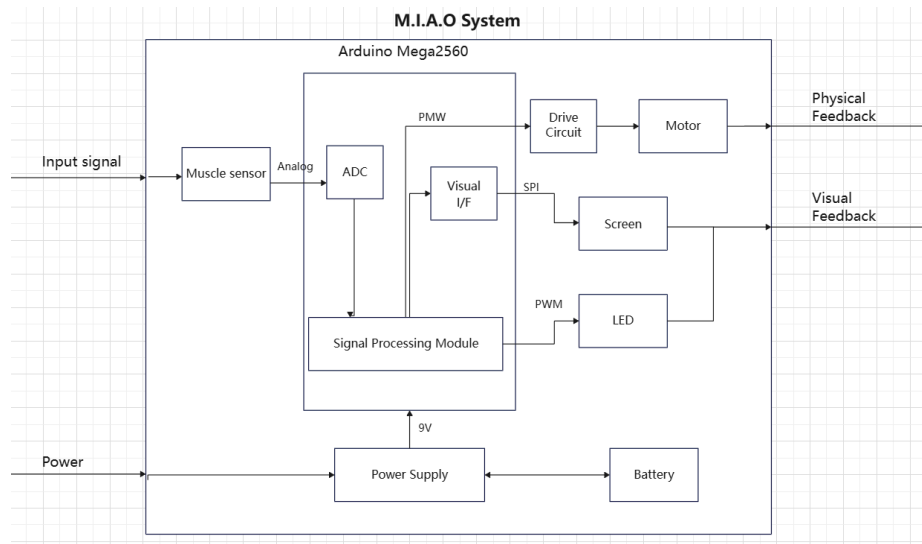 M.I.A.O System
Arduino Mega2560
Physical
Feedback
PMW
Drive
Circuit
Motor
Input signal
Muscle sensor
Analog
ADC
Visual
I/F
SPI
Visual
Feedback
Screen
PWM
LED
Signal Processing Module
9V
Power
Power Supply
Battery